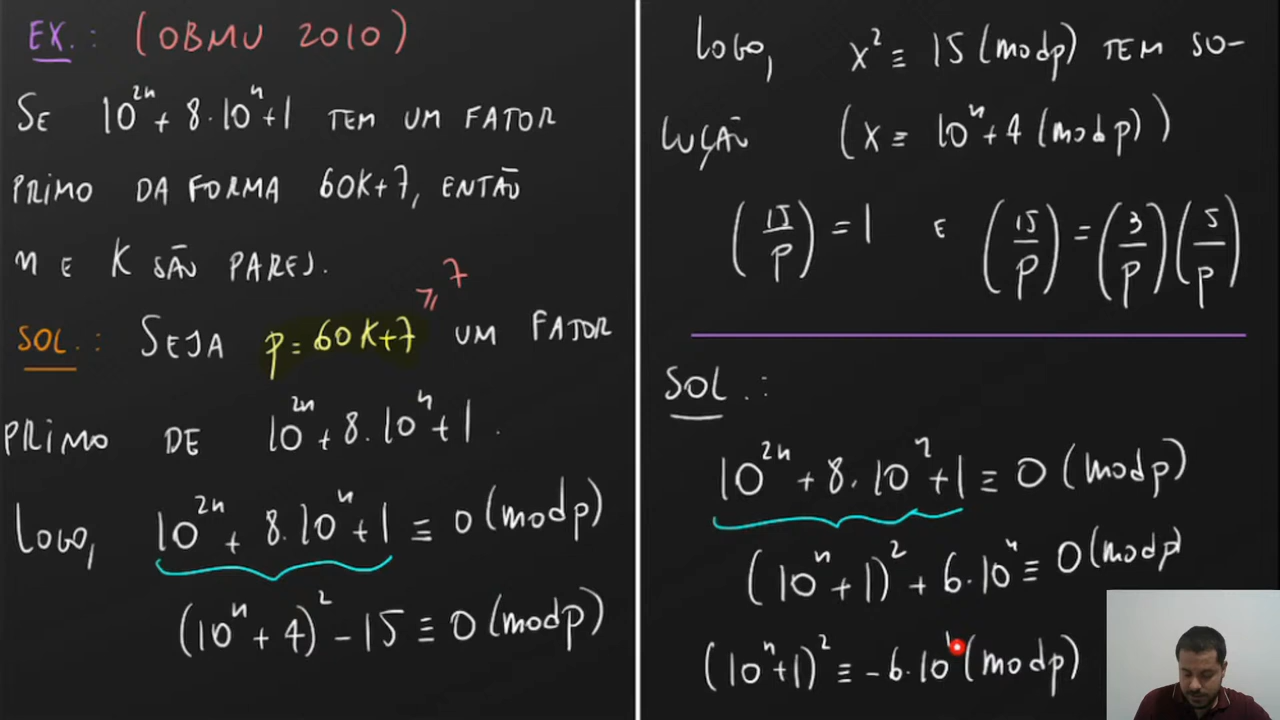 EX.: (OBMU 2010)
SE 10^{2n} + 8.10^n + 1 TEM UM FATOR
PRIMO DA FORMA 60K+7, ENTÃO
n E K SÃO PARES.
SOL.: SEJA p = 60K+7 ⩾ 7 UM FATOR
PRIMO DE 10^{2n} + 8.10^n + 1.
LOGO, 10^{2n} + 8.10^n + 1 ≡ 0 (mod p)
(10^n + 4)^2 - 15 ≡ 0 (mod p)
LOGO, x^2 ≡ 15 (mod p) TEM SO-
LUÇÃO (x ≡ 10^n + 4 (mod p))
(15/p) = 1 E (15/p) = (3/p)(5/p)
SOL.:
10^{2n} + 8.10^n + 1 ≡ 0 (mod p)
(10^n + 1)^2 + 6.10^n ≡ 0 (mod p)
(10^n + 1)^2 ≡ - 6.10^n (mod p)